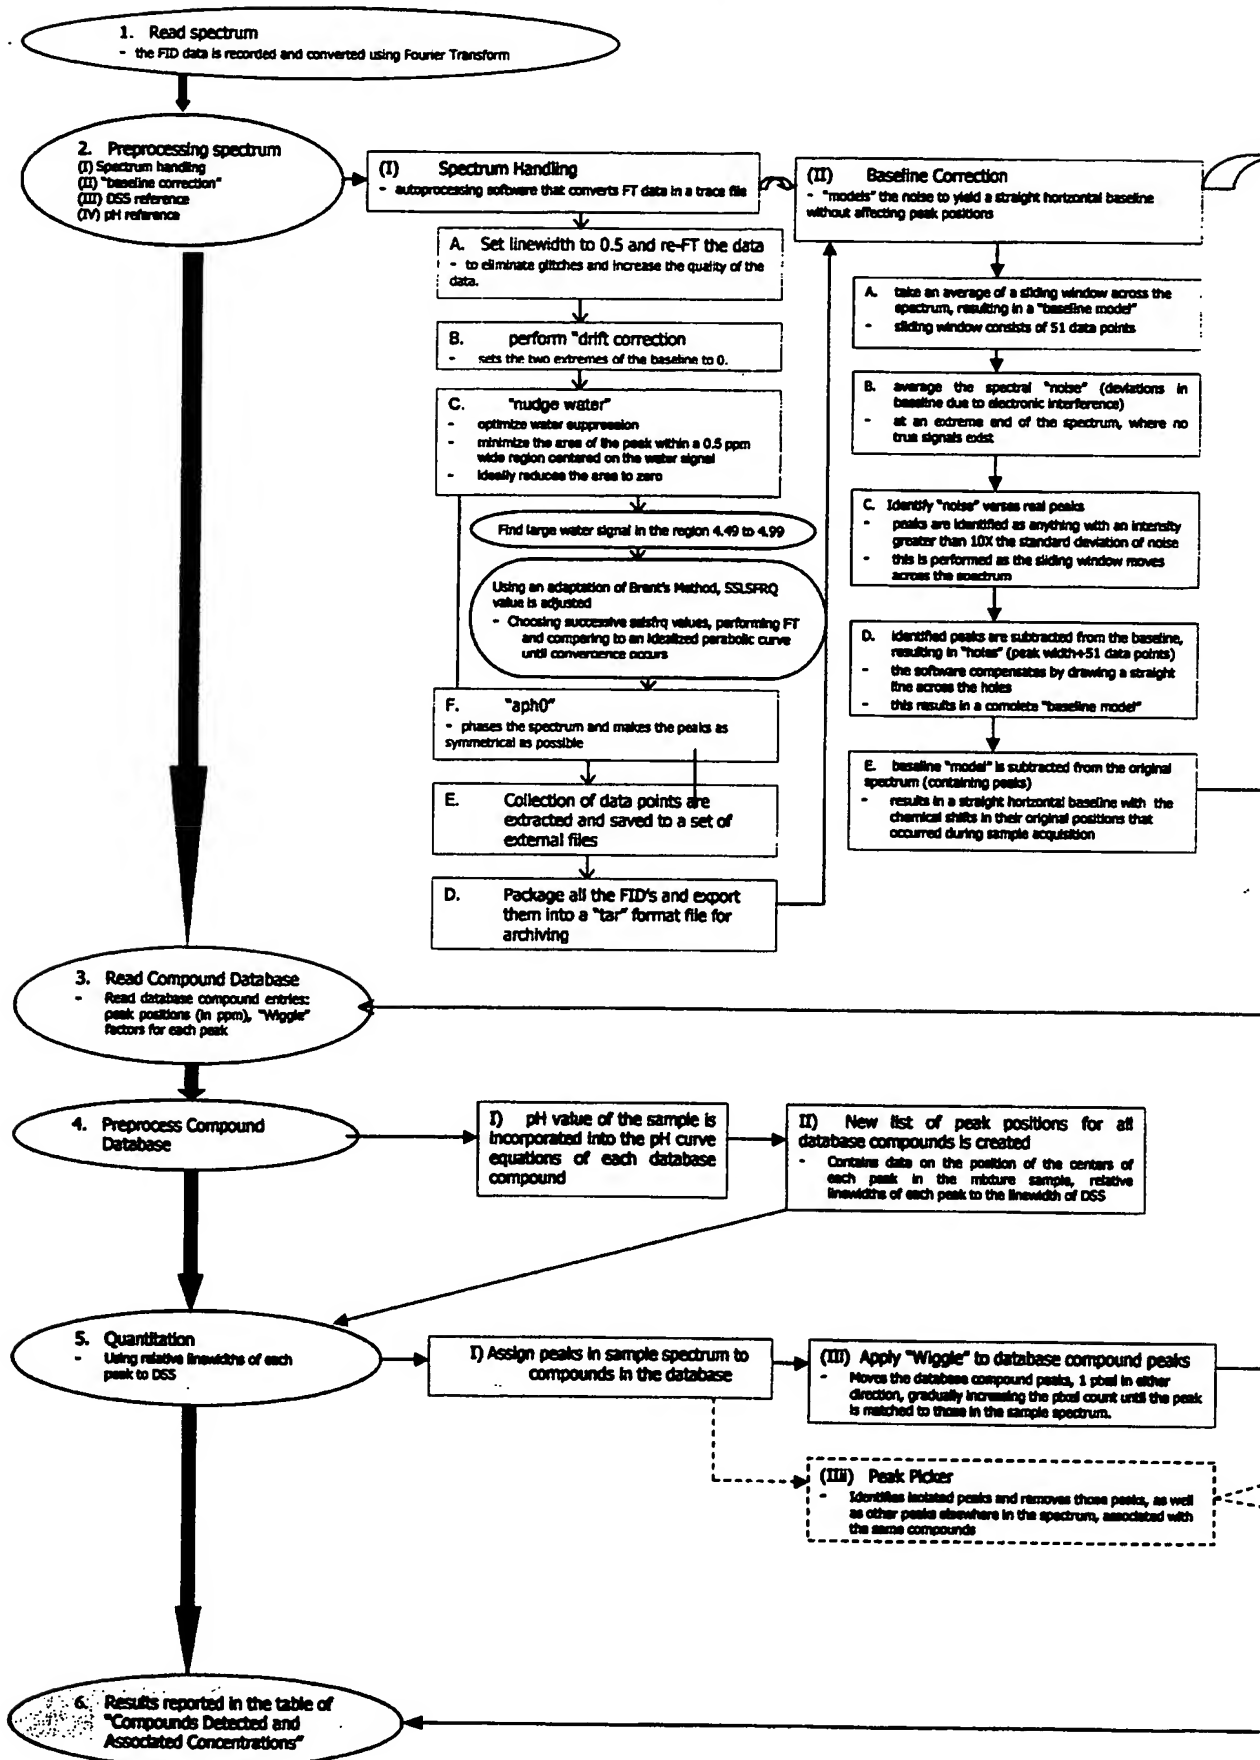 1. Read spectrum
- the FID data is recorded and converted using Fourier Transform
2. Preprocessing spectrum
(I) Spectrum handling
(II) "baseline correction"
(III) DSS reference
(IV) pH reference
(I) Spectrum Handling
- autoprocessing software that converts FT data in a trace file
A. Set linewidth to 0.5 and re-FT the data
- to eliminate glitches and increase the quality of the
data.
B. perform "drift correction
- sets the two extremes of the baseline to 0.
C. "nudge water"
- optimize water suppression
- minimize the area of the peak within a 0.5 ppm
wide region centered on the water signal
- ideally reduces the area to zero
Find large water signal in the region 4.49 to 4.99
Using an adaptation of Brent's Method, SSLSFRQ
value is adjusted
- Choosing successive sslsfrq values, performing FT
and comparing to an idealized parabolic curve
until convergence occurs
F. "aph0"
- phases the spectrum and makes the peaks as
symmetrical as possible
E. Collection of data points are
extracted and saved to a set of
external files
D. Package all the FID's and export
them into a "tar" format file for
archiving
(II) Baseline Correction
- "models" the noise to yield a straight horizontal baseline
without affecting peak positions
A. take an average of a sliding window across the
spectrum, resulting in a "baseline model"
- sliding window consists of 51 data points
B. average the spectral "noise" (deviations in
baseline due to electronic interference)
- at an extreme end of the spectrum, where no
true signals exist
C. Identify "noise" verses real peaks
- peaks are identified as anything with an intensity
greater than 10X the standard deviation of noise
- this is performed as the sliding window moves
across the spectrum
D. identified peaks are subtracted from the baseline,
resulting in "holes" (peak width+51 data points)
- the software compensates by drawing a straight
line across the holes
- this results in a comlete "baseline model"
E. baseline "model" is subtracted from the original
spectrum (containing peaks)
- results in a straight horizontal baseline with the
chemical shifts in their original positions that
occurred during sample acquisition
3. Read Compound Database
- Read database compound entries:
peak positions (in ppm), "Wiggle"
factors for each peak
4. Preprocess Compound
Database
I) pH value of the sample is
incorporated into the pH curve
equations of each database
compound
II) New list of peak positions for all
database compounds is created
- Contains data on the position of the centers of
each peak in the mixture sample, relative
linewidths of each peak to the linewidth of DSS
5. Quantitation
- Using relative linewidths of each
peak to DSS
I) Assign peaks in sample spectrum to
compounds in the database
(III) Apply "Wiggle" to database compound peaks
- Moves the database compound peaks, 1 pixel in either
direction, gradually increasing the pixel count until the peak
is matched to those in the sample spectrum.
(IIii) Peak Picker
- Identifies isolated peaks and removes those peaks, as well
as other peaks elsewhere in the spectrum, associated with
the same compounds
6. Results reported in the table of
"Compounds Detected and
Associated Concentrations"